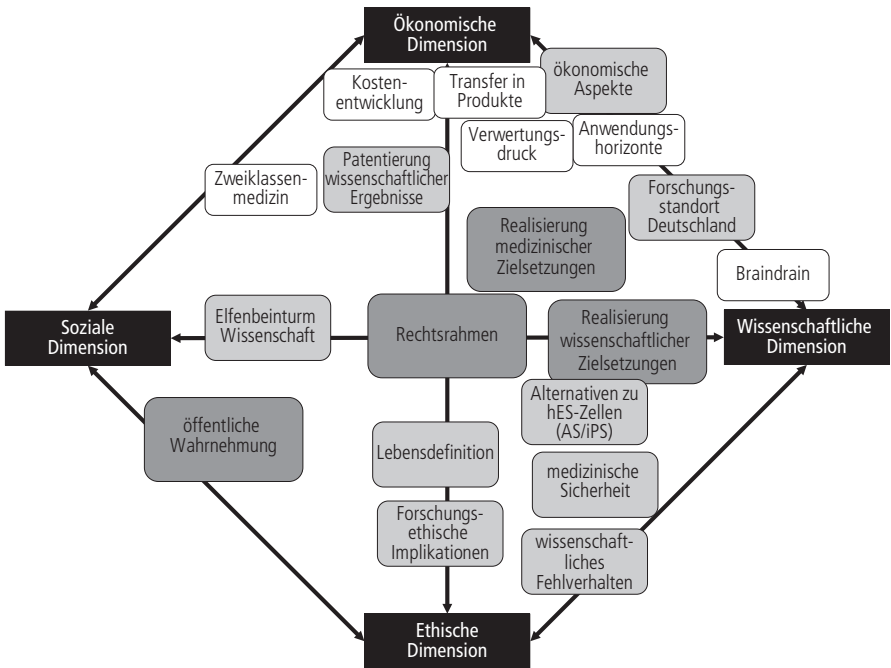 Ökonomische
Dimension
Kosten-
entwicklung
Transfer in
Produkte
ökonomische
Aspekte
Verwertungs-
druck
Anwendungs-
horizonte
Patentierung
wissenschaftlicher
Ergebnisse
Zweiklassen-
medizin
Forschungs-
standort
Deutschland
Realisierung
medizinischer
Zielsetzungen
Braindrain
Soziale
Dimension
Elfenbeinturm
Wissenschaft
Rechtsrahmen
Realisierung
wissenschaftlicher
Zielsetzungen
Wissenschaftliche
Dimension
Alternativen zu
hES-Zellen
(AS/iPS)
öffentliche
Wahrnehmung
Lebensdefinition
medizinische
Sicherheit
Forschungs-
ethische
Implikationen
wissenschaft-
liches
Fehlverhalten
Ethische
Dimension